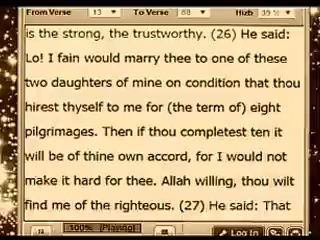 From Verse 13 To Verse 88 Hizb 39
is the strong, the trustworthy. (26) He said:
Lo! I fain would marry thee to one of these
two daughters of mine on condition that thou
hirest thyself to me for (the term of) eight
pilgrimages. Then if thou completest ten it
will be of thine own accord, for I would not
make it hard for thee. Allah willing, thou wilt
find me of the righteous. (27) He said: That
100% [Playing] Log In